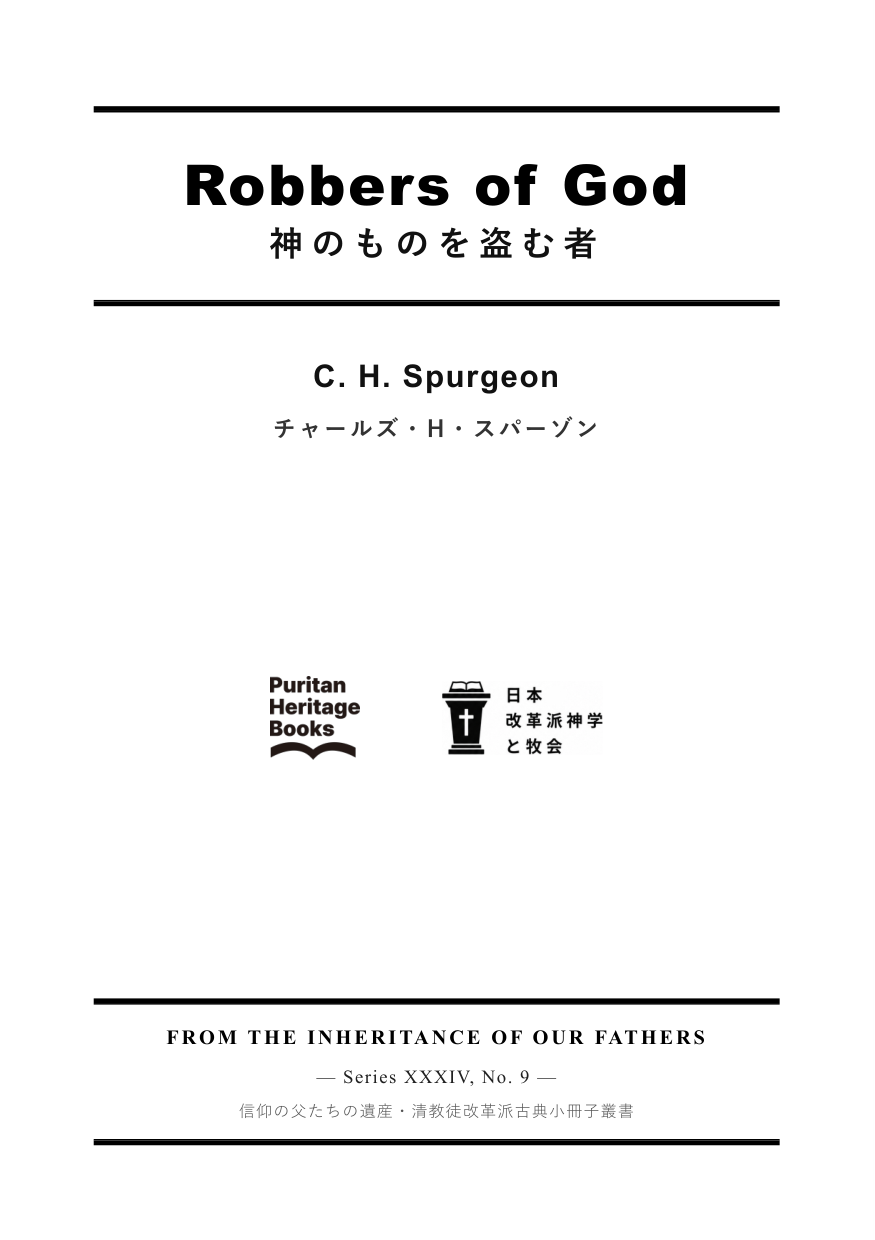 Robbers of God
神のものを盗む者
C. H. Spurgeon
チャールズ・H・スパーゾン
Puritan
Heritage
Books
日本
改革派神学
と牧会
FROM THE INHERITANCE OF OUR FATHERS
— Series XXXIV, No. 9 —
信仰の父たちの遺産・清教徒改革派古典小冊子叢書